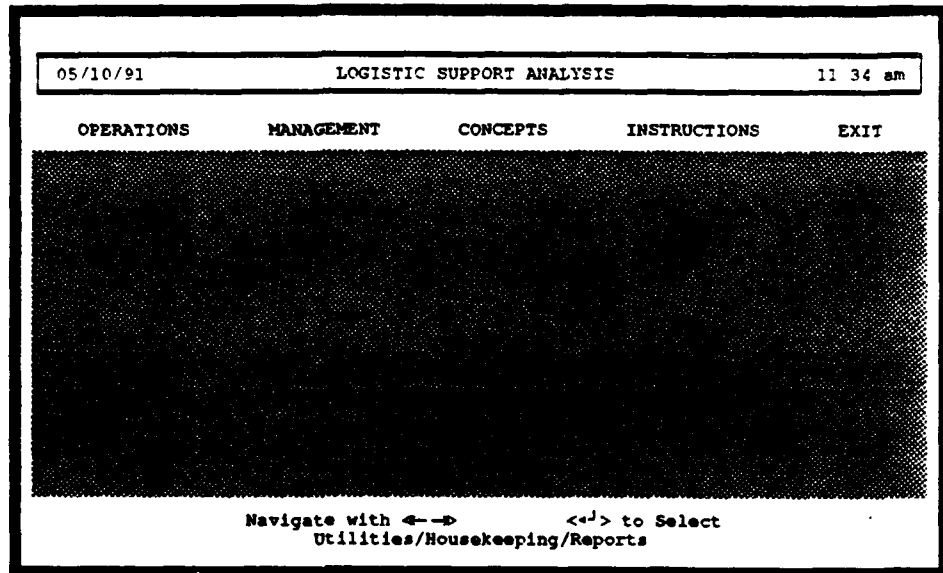 05/10/91 LOGISTIC SUPPORT ANALYSIS 11 34 am
OPERATIONS MANAGEMENT CONCEPTS INSTRUCTIONS EXIT
Navigate with ←→ <↵> to Select
Utilities/Housekeeping/Reports